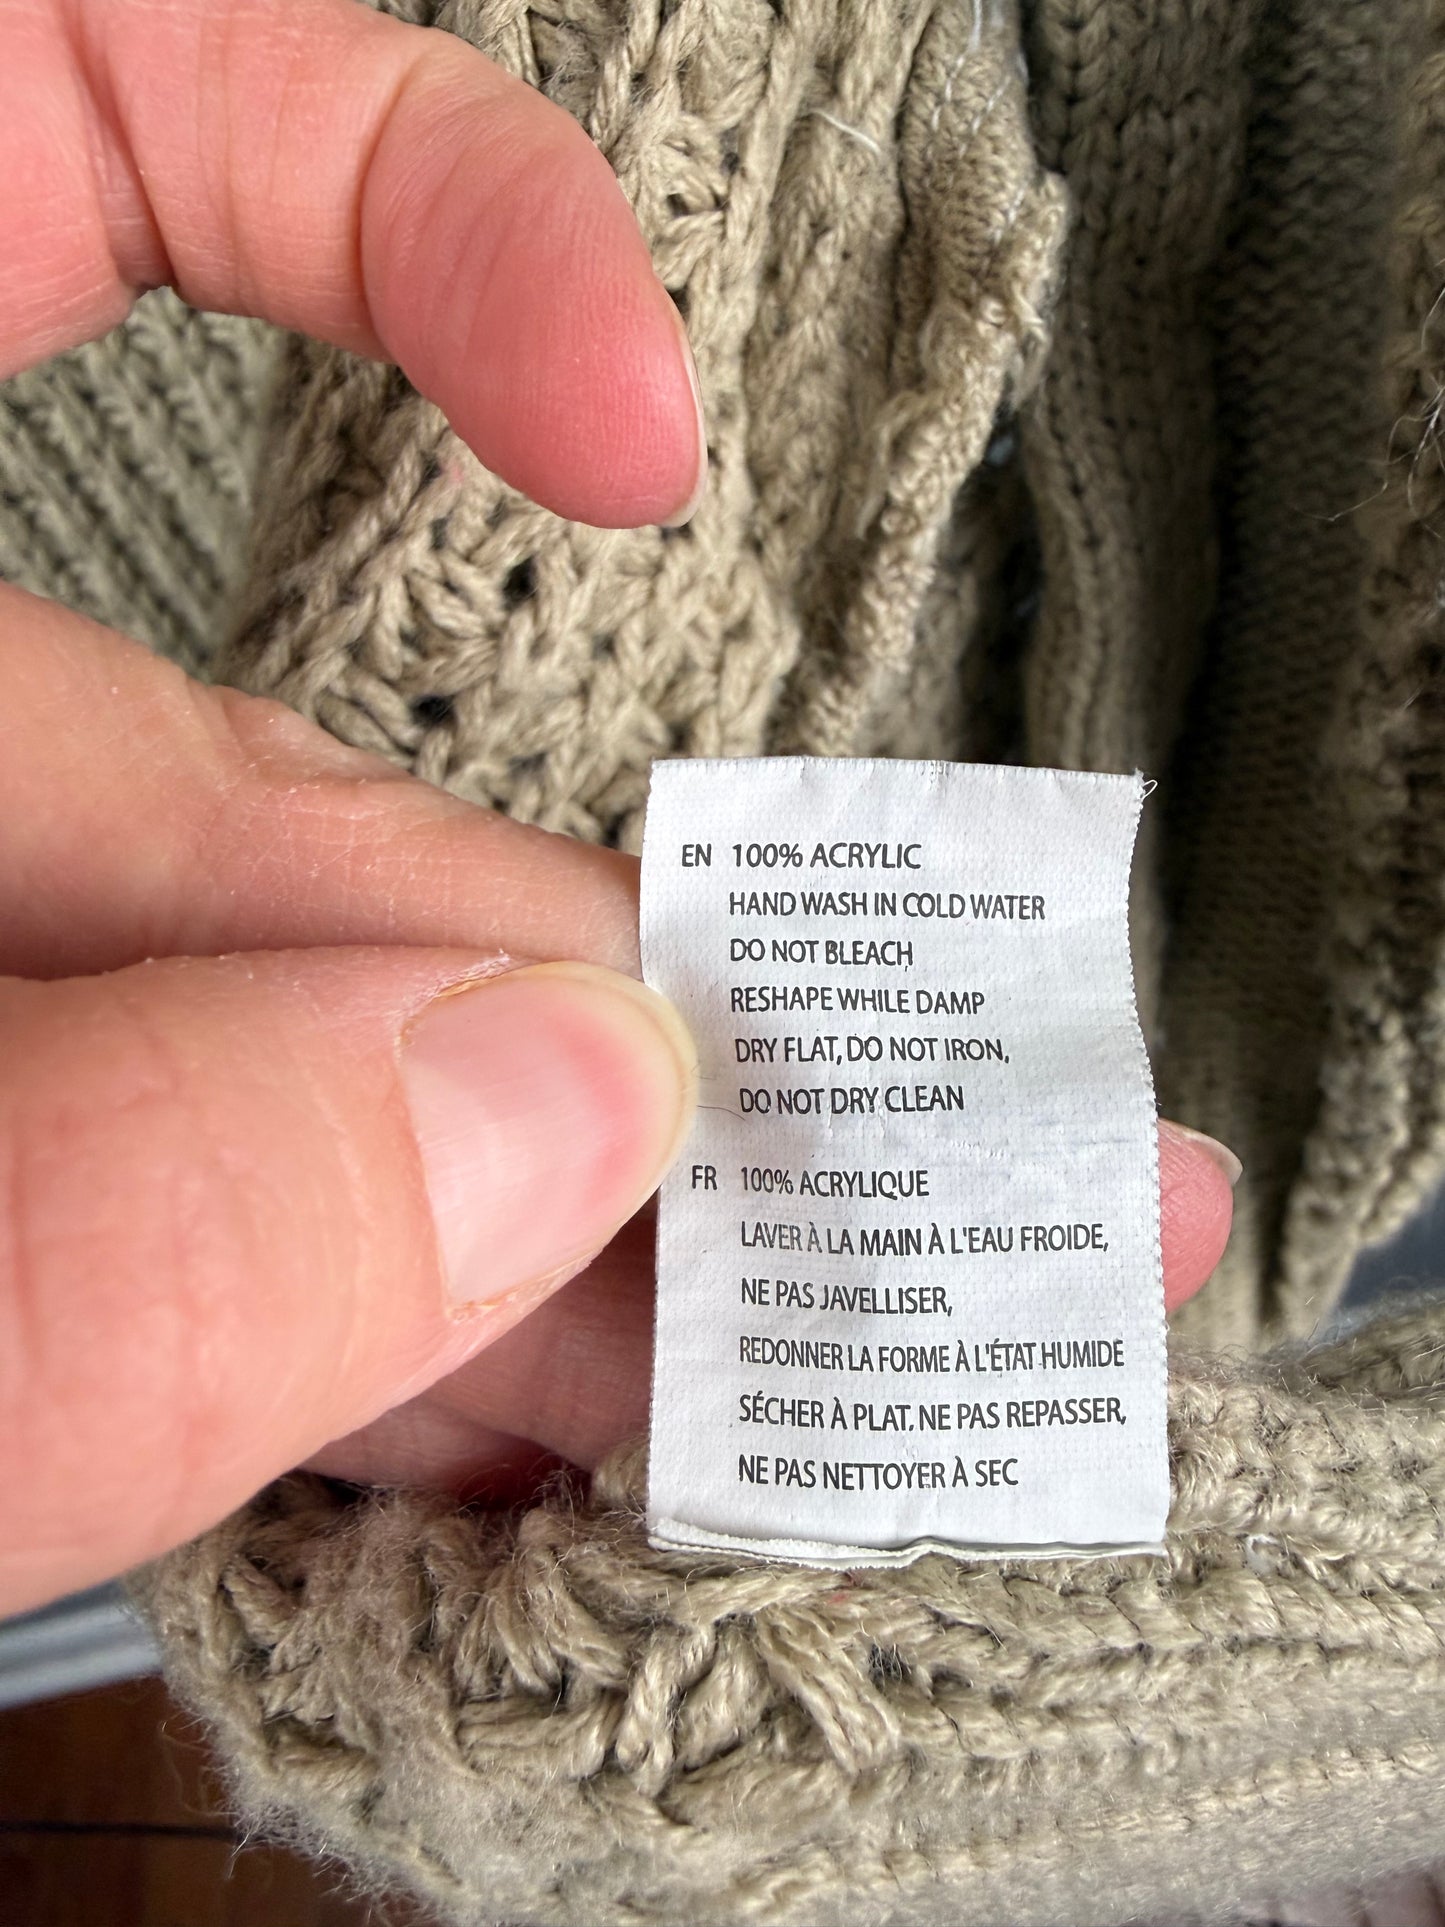 EN 100% ACRYLIC
HAND WASH IN COLD WATER
DO NOT BLEACH
RESHAPE WHILE DAMP
DRY FLAT, DO NOT IRON,
DO NOT DRY CLEAN
FR 100% ACRYLIQUE
LAVER À LA MAIN À L'EAU FROIDE,
NE PAS JAVELLISER,
REDONNER LA FORME À L'ÉTAT HUMIDE
SÉCHER À PLAT. NE PAS REPASSER,
NE PAS NETTOYER À SEC